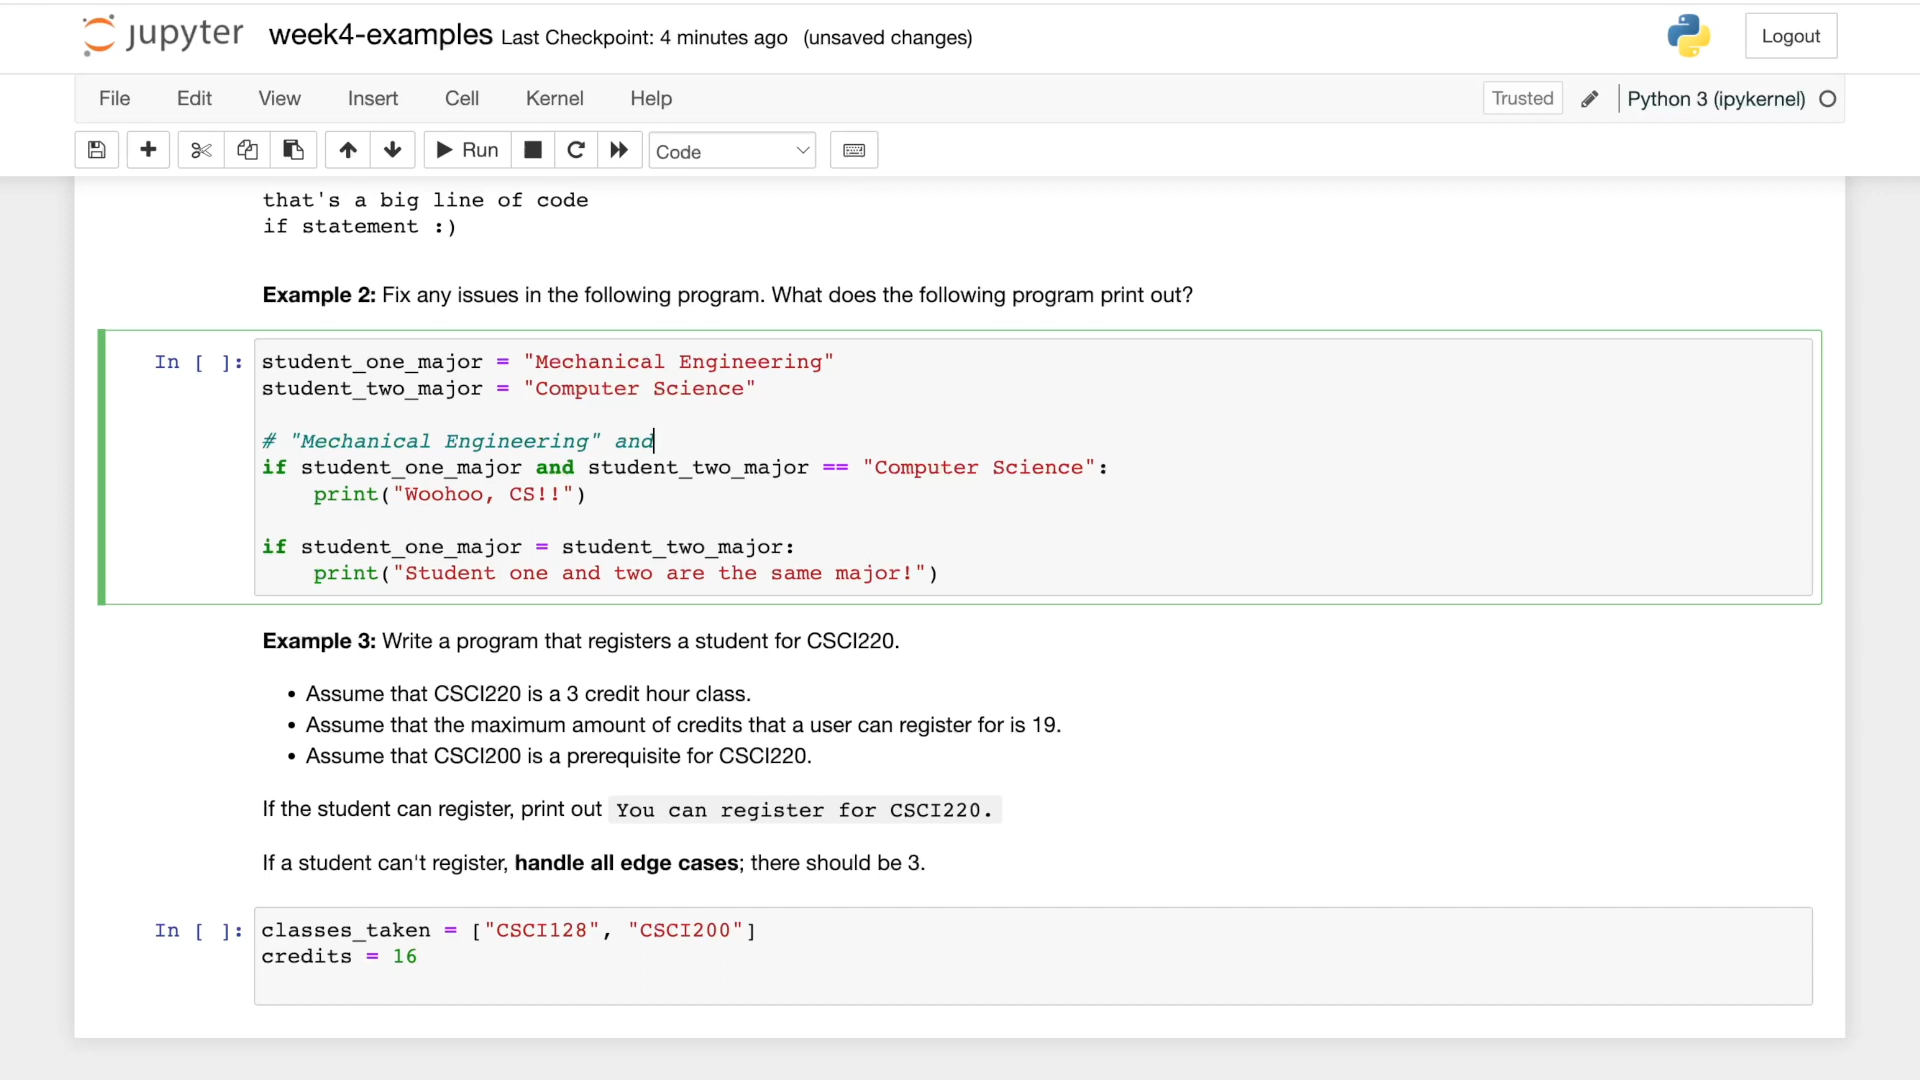 jupyter week4-examples Last Checkpoint: 4 minutes ago (unsaved changes) Logout
File Edit View Insert Cell Kernel Help Trusted Python 3 (ipykernel)
Run Code
that's a big line of code
if statement :)
Example 2: Fix any issues in the following program. What does the following program print out?
In [ ]: student_one_major = "Mechanical Engineering"
student_two_major = "Computer Science"
# "Mechanical Engineering" and
if student_one_major and student_two_major == "Computer Science":
    print("Woohoo, CS!!")
if student_one_major = student_two_major:
    print("Student one and two are the same major!")
Example 3: Write a program that registers a student for CSCI220.
• Assume that CSCI220 is a 3 credit hour class.
• Assume that the maximum amount of credits that a user can register for is 19.
• Assume that CSCI200 is a prerequisite for CSCI220.
If the student can register, print out You can register for CSCI220.
If a student can't register, handle all edge cases; there should be 3.
In [ ]: classes_taken = ["CSCI128", "CSCI200"]
credits = 16